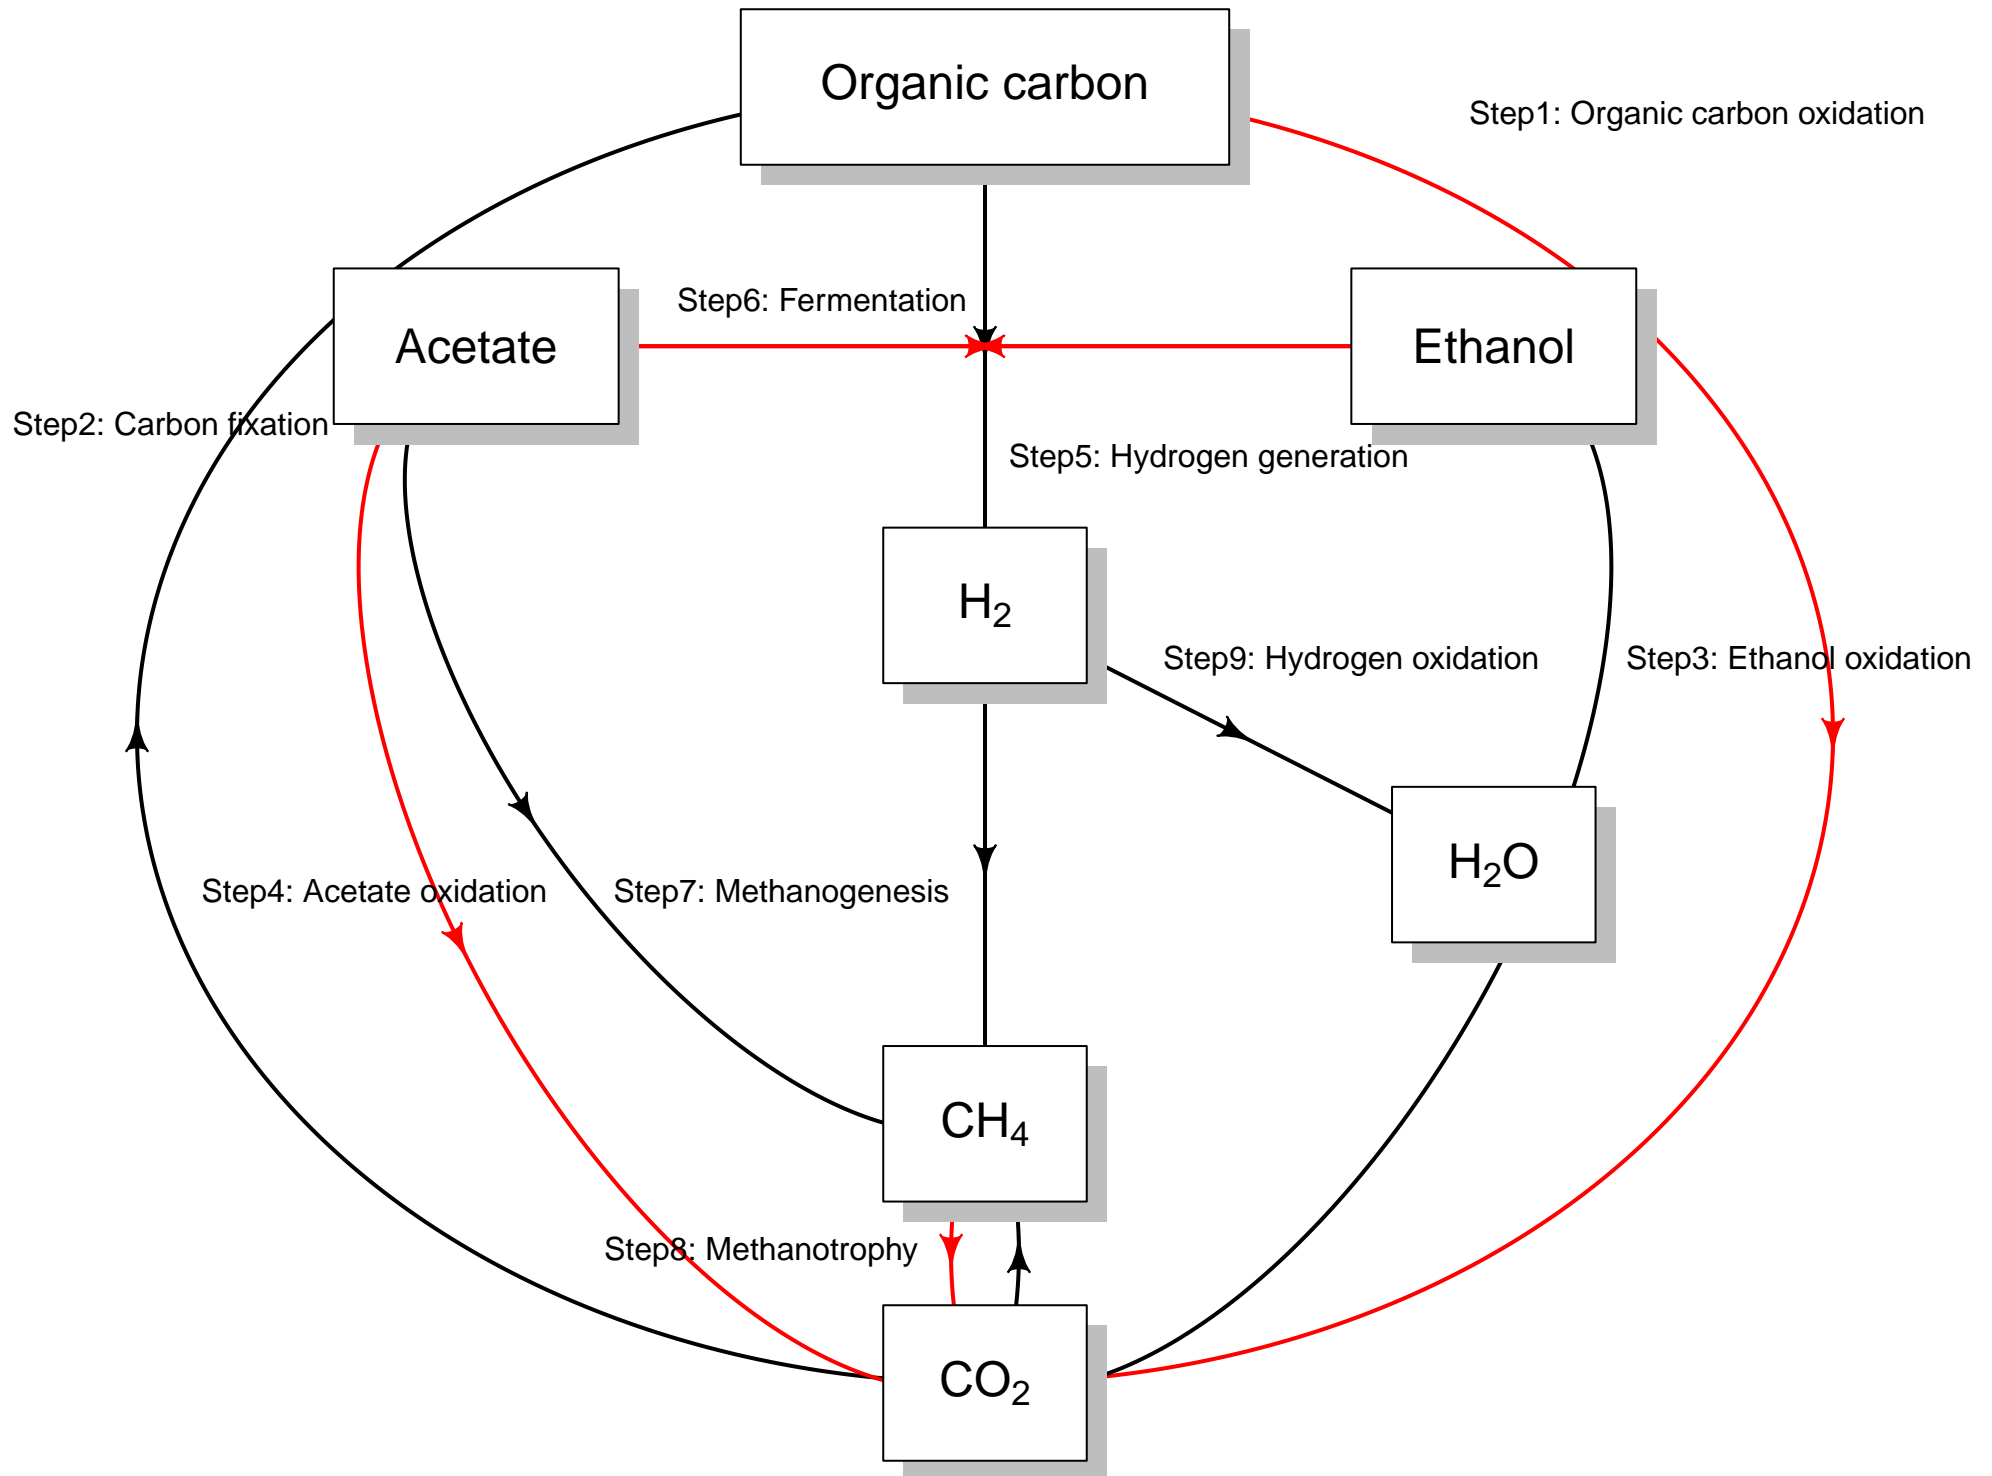 Organic carbon
Step1: Organic carbon oxidation
Step6: Fermentation
Acetate
Ethanol
Step2: Carbon fixation
Step5: Hydrogen generation
H₂
Step9: Hydrogen oxidation
Step3: Ethanol oxidation
H₂O
Step4: Acetate oxidation
Step7: Methanogenesis
CH₄
Step8: Methanotrophy
CO₂